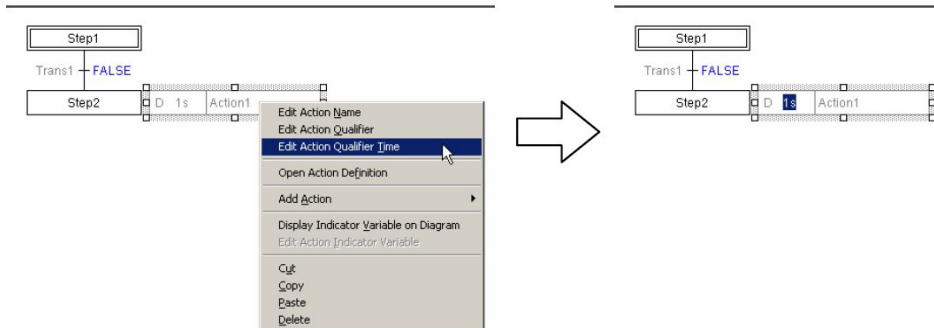 Step1
Trans1 FALSE
Step2 D 1s Action1
Edit Action Name
Edit Action Qualifier
Edit Action Qualifier Time
Open Action Definition
Add Action
Display Indicator Variable on Diagram
Edit Action Indicator Variable
Cut
Copy
Paste
Delete
Step1
Trans1 FALSE
Step2 D 1s Action1